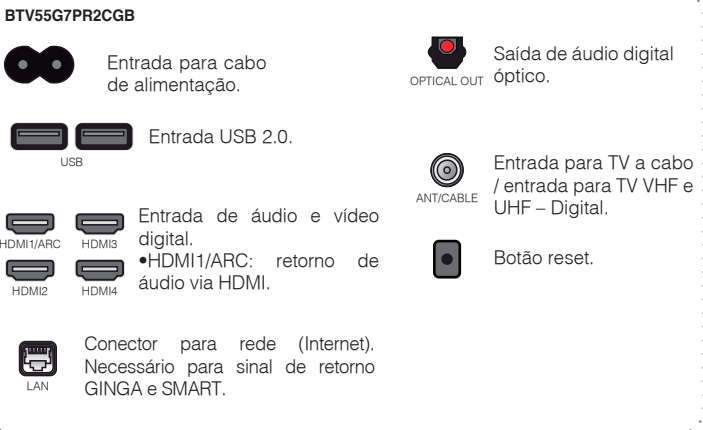 BTV55G7PR2CGB
Entrada para cabo
de alimentação.
Entrada USB 2.0.
USB
Entrada de áudio e vídeo
digital.
•HDMI1/ARC: retorno de
áudio via HDMI.
HDMI1/ARC HDMI3
HDMI2 HDMI4
Conector para rede (Internet).
Necessário para sinal de retorno
GINGA e SMART.
LAN
Saída de áudio digital
óptico.
OPTICAL OUT
Entrada para TV a cabo
/ entrada para TV VHF e
UHF – Digital.
ANT/CABLE
Botão reset.